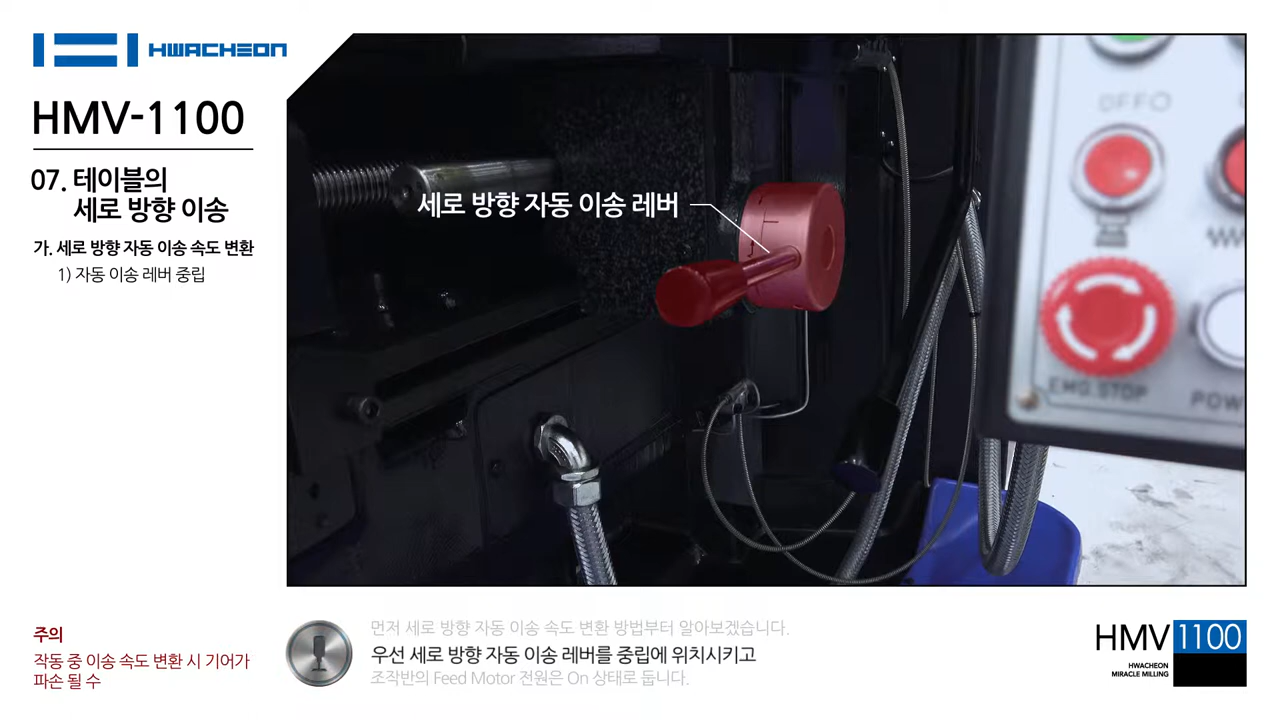 HWACHEON
HMV-1100
07. 테이블의
세로 방향 이송
가. 세로 방향 자동 이송 속도 변환
1) 자동 이송 레버 중립
세로 방향 자동 이송 레버
OFF
EMG.STOP
POW
주의
작동 중 이송 속도 변환 시 기어가
파손 될 수
먼저 세로 방향 자동 이송 속도 변환 방법부터 알아보겠습니다.
우선 세로 방향 자동 이송 레버를 중립에 위치시키고
조작반의 Feed Motor 전원은 On 상태로 둡니다.
HMV 1100
HWACHEON
MIRACLE MILLING